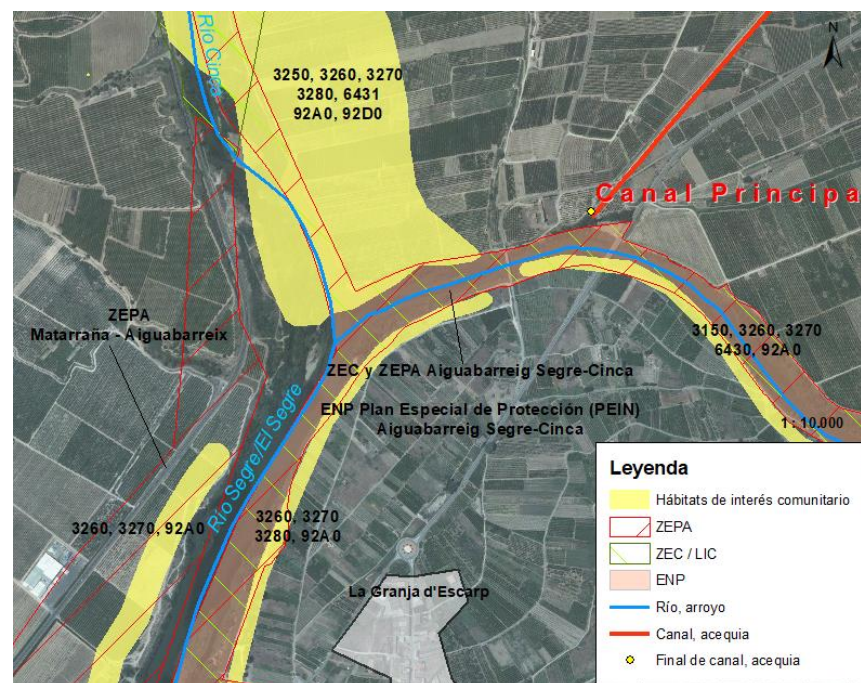 Río Cinca
3250, 3260, 3270
3280, 6431
92A0, 92D0
N
Canal Principa
ZEPA
Matarraña - Aiguabarreix
3150, 3260, 3270
6430, 92A0
ZEC y ZEPA Aiguabarreig Segre-Cinca
ENP Plan Especial de Protección (PEIN)
Aiguabarreig Segre-Cinca
1 : 10.000
Río Segre/El Segre
3260, 3270, 92A0
3260, 3270
3280, 92A0
La Granja d'Escarp
Leyenda
Hábitats de interés comunitario
ZEPA
ZEC / LIC
ENP
Río, arroyo
Canal, acequia
Final de canal, acequia